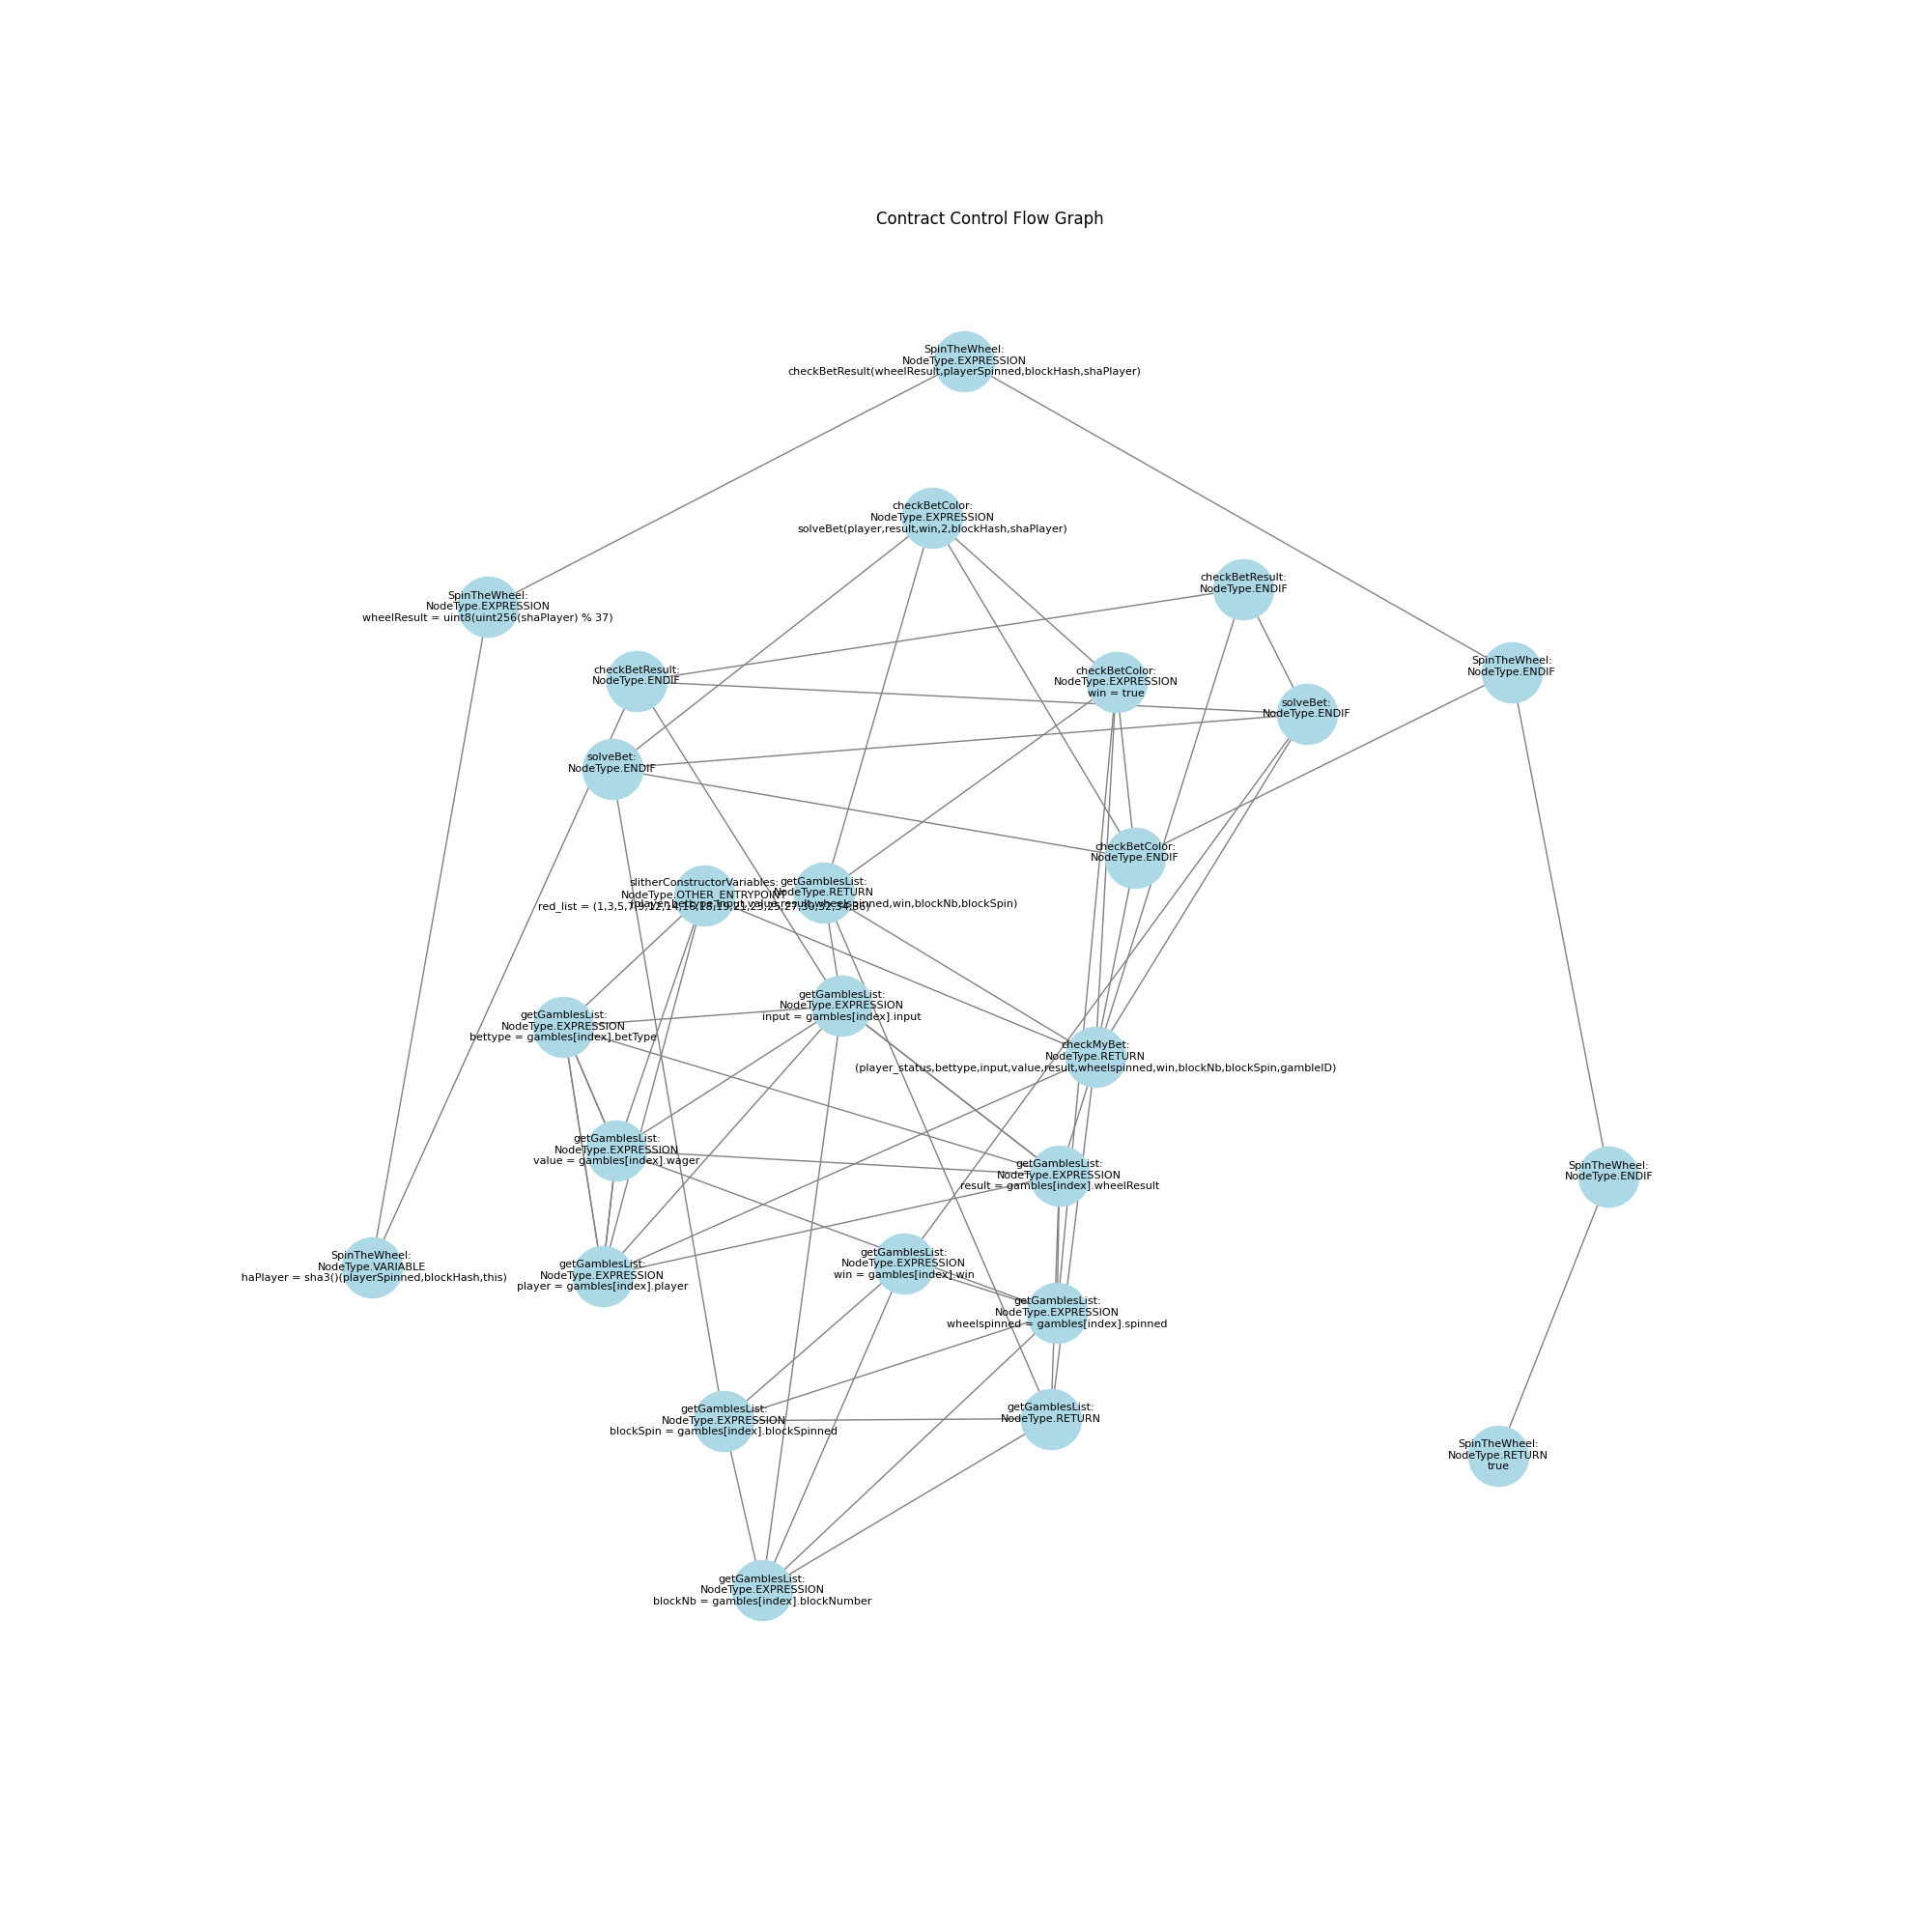 Contract Control Flow Graph
SpinTheWheel:
NodeType.EXPRESSION
checkBetResult(wheelResult,playerSpinned,blockHash,shaPlayer)
checkBetColor:
NodeType.EXPRESSION
solveBet(player,result,win,2,blockHash,shaPlayer)
checkBetResult:
NodeType.ENDIF
SpinTheWheel:
NodeType.EXPRESSION
wheelResult = uint8(uint256(shaPlayer) % 37)
checkBetResult:
NodeType.ENDIF
checkBetColor:
NodeType.EXPRESSION
win = true
SpinTheWheel:
NodeType.ENDIF
solveBet:
NodeType.ENDIF
solveBet:
NodeType.ENDIF
checkBetColor:
NodeType.ENDIF
slitherConstructorVariables:
NodeType.OTHER_ENTRYPOINT
red_list = (1,3,5,7,9,12,14,16,18,19,21,23,25,27,30,32,34,36)
getGamblesList:
NodeType.RETURN
(player,bettype,input,value,result,wheelspinned,win,blockNb,blockSpin)
getGamblesList:
NodeType.EXPRESSION
input = gambles[index].input
getGamblesList:
NodeType.EXPRESSION
bettype = gambles[index].betType
checkMyBet:
NodeType.RETURN
(player_status,bettype,input,value,result,wheelspinned,win,blockNb,blockSpin,gambleID)
getGamblesList:
NodeType.EXPRESSION
value = gambles[index].wager
getGamblesList:
NodeType.EXPRESSION
result = gambles[index].wheelResult
SpinTheWheel:
NodeType.ENDIF
SpinTheWheel:
NodeType.VARIABLE
haPlayer = sha3()(playerSpinned,blockHash,this)
getGamblesList:
NodeType.EXPRESSION
player = gambles[index].player
getGamblesList:
NodeType.EXPRESSION
win = gambles[index].win
getGamblesList:
NodeType.EXPRESSION
wheelspinned = gambles[index].spinned
getGamblesList:
NodeType.EXPRESSION
blockSpin = gambles[index].blockSpinned
getGamblesList:
NodeType.RETURN
SpinTheWheel:
NodeType.RETURN
true
getGamblesList:
NodeType.EXPRESSION
blockNb = gambles[index].blockNumber